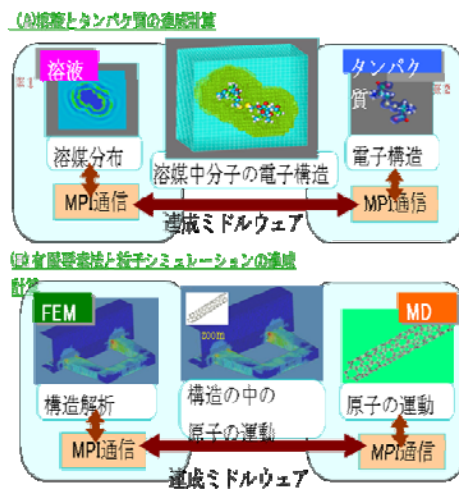 (A)溶媒とタンパク質の連成計算
溶液
タンパク
質
※1
※2
溶媒分布
溶媒中分子の電子構造
電子構造
MPI通信
MPI通信
連成ミドルウェア
(B)有限要素法と粒子シミュレーションの連成
計算
FEM
MD
zoom
構造解析
構造の中の
原子の運動
原子の運動
MPI通信
MPI通信
連成ミドルウェア